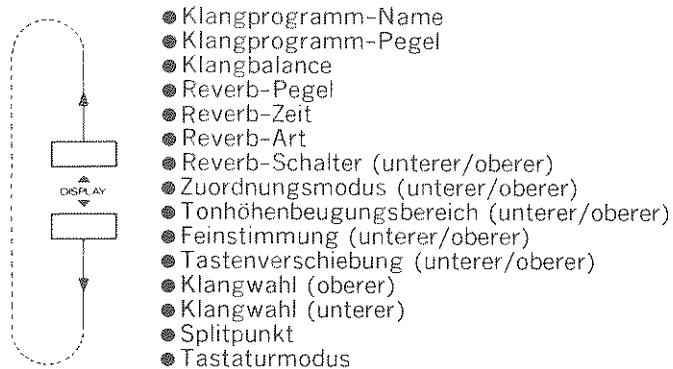 ● Klangprogramm-Name
● Klangprogramm-Pegel
● Klangbalance
● Reverb-Pegel
● Reverb-Zeit
● Reverb-Art
● Reverb-Schalter (unterer/oberer)
● Zuordnungsmodus (unterer/oberer)
● Tonhöhenbeugungsbereich (unterer/oberer)
● Feinstimmung (unterer/oberer)
● Tastenverschiebung (unterer/oberer)
● Klangwahl (oberer)
● Klangwahl (unterer)
● Splitpunkt
● Tastaturmodus
DISPLAY